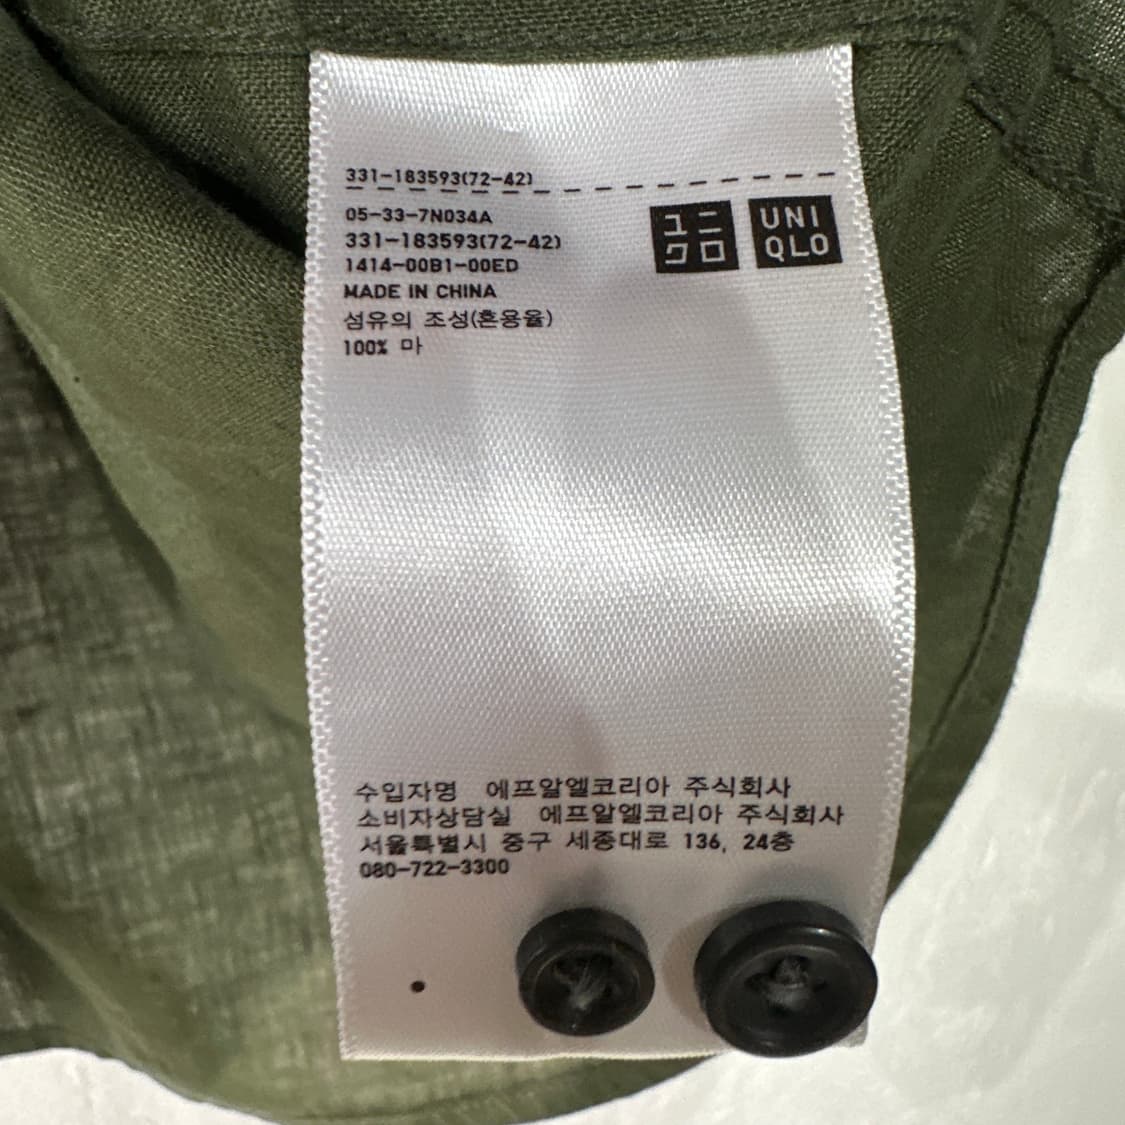 331-183593(72-42)
05-33-7N034A
331-183593(72-42)
1414-00B1-00ED
MADE IN CHINA
섬유의 조성(혼용율)
100% 마
ユニ
クロ
UNI
QLO
수입자명 에프알엘코리아 주식회사
소비자상담실 에프알엘코리아 주식회사
서울특별시 중구 세종대로 136, 24층
080-722-3300